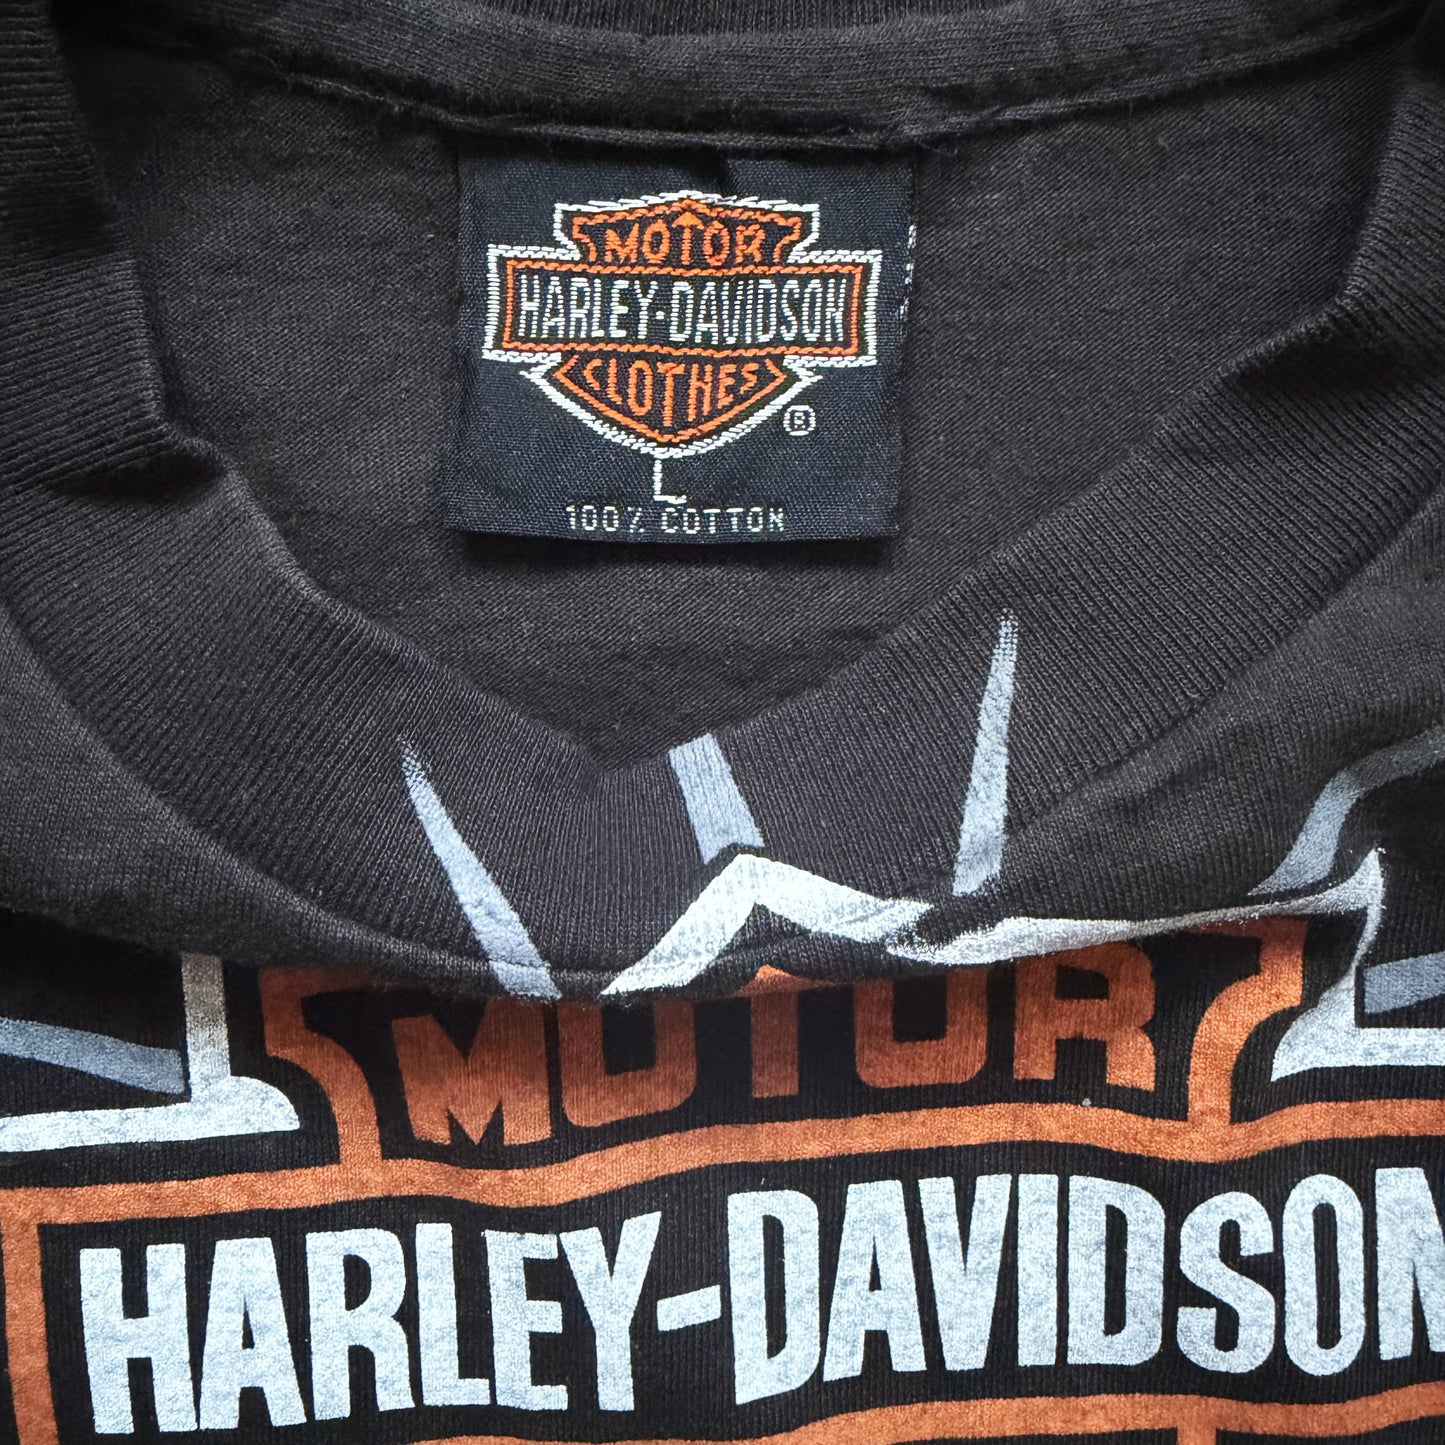 MOTOR
HARLEY-DAVIDSON
CLOTHES
®
L
100% COTTON
MOTOR
HARLEY-DAVIDSON